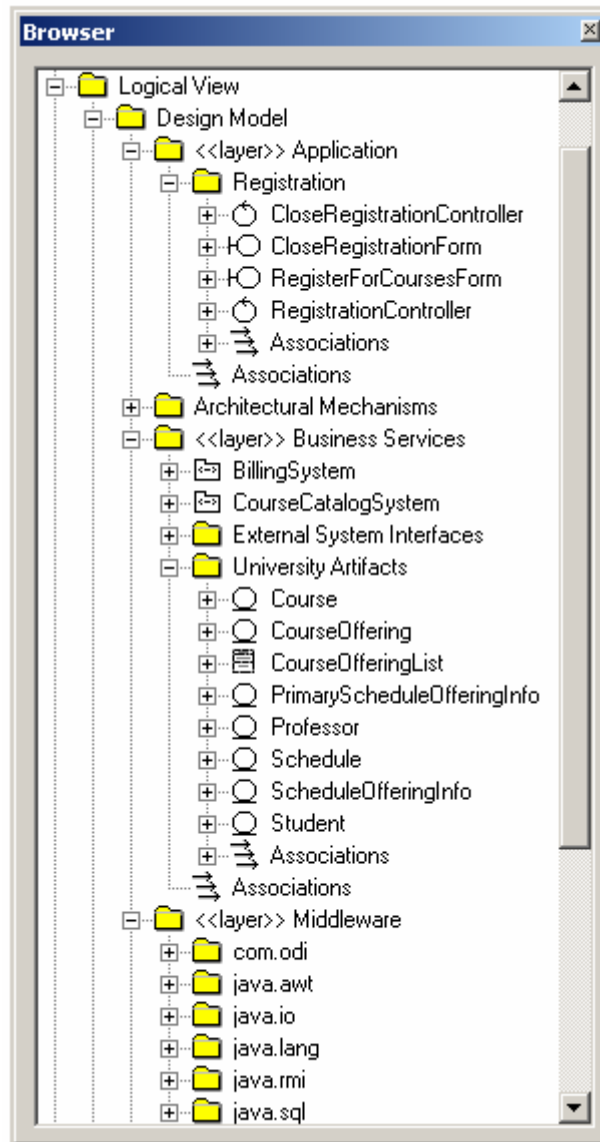 Browser
Logical View
Design Model
<<layer>> Application
Registration
CloseRegistrationController
CloseRegistrationForm
RegisterForCoursesForm
RegistrationController
Associations
Associations
Architectural Mechanisms
<<layer>> Business Services
BillingSystem
CourseCatalogSystem
External System Interfaces
University Artifacts
Course
CourseOffering
CourseOfferingList
PrimaryScheduleOfferingInfo
Professor
Schedule
ScheduleOfferingInfo
Student
Associations
Associations
<<layer>> Middleware
com.odi
java.awt
java.io
java.lang
java.rmi
java.sql